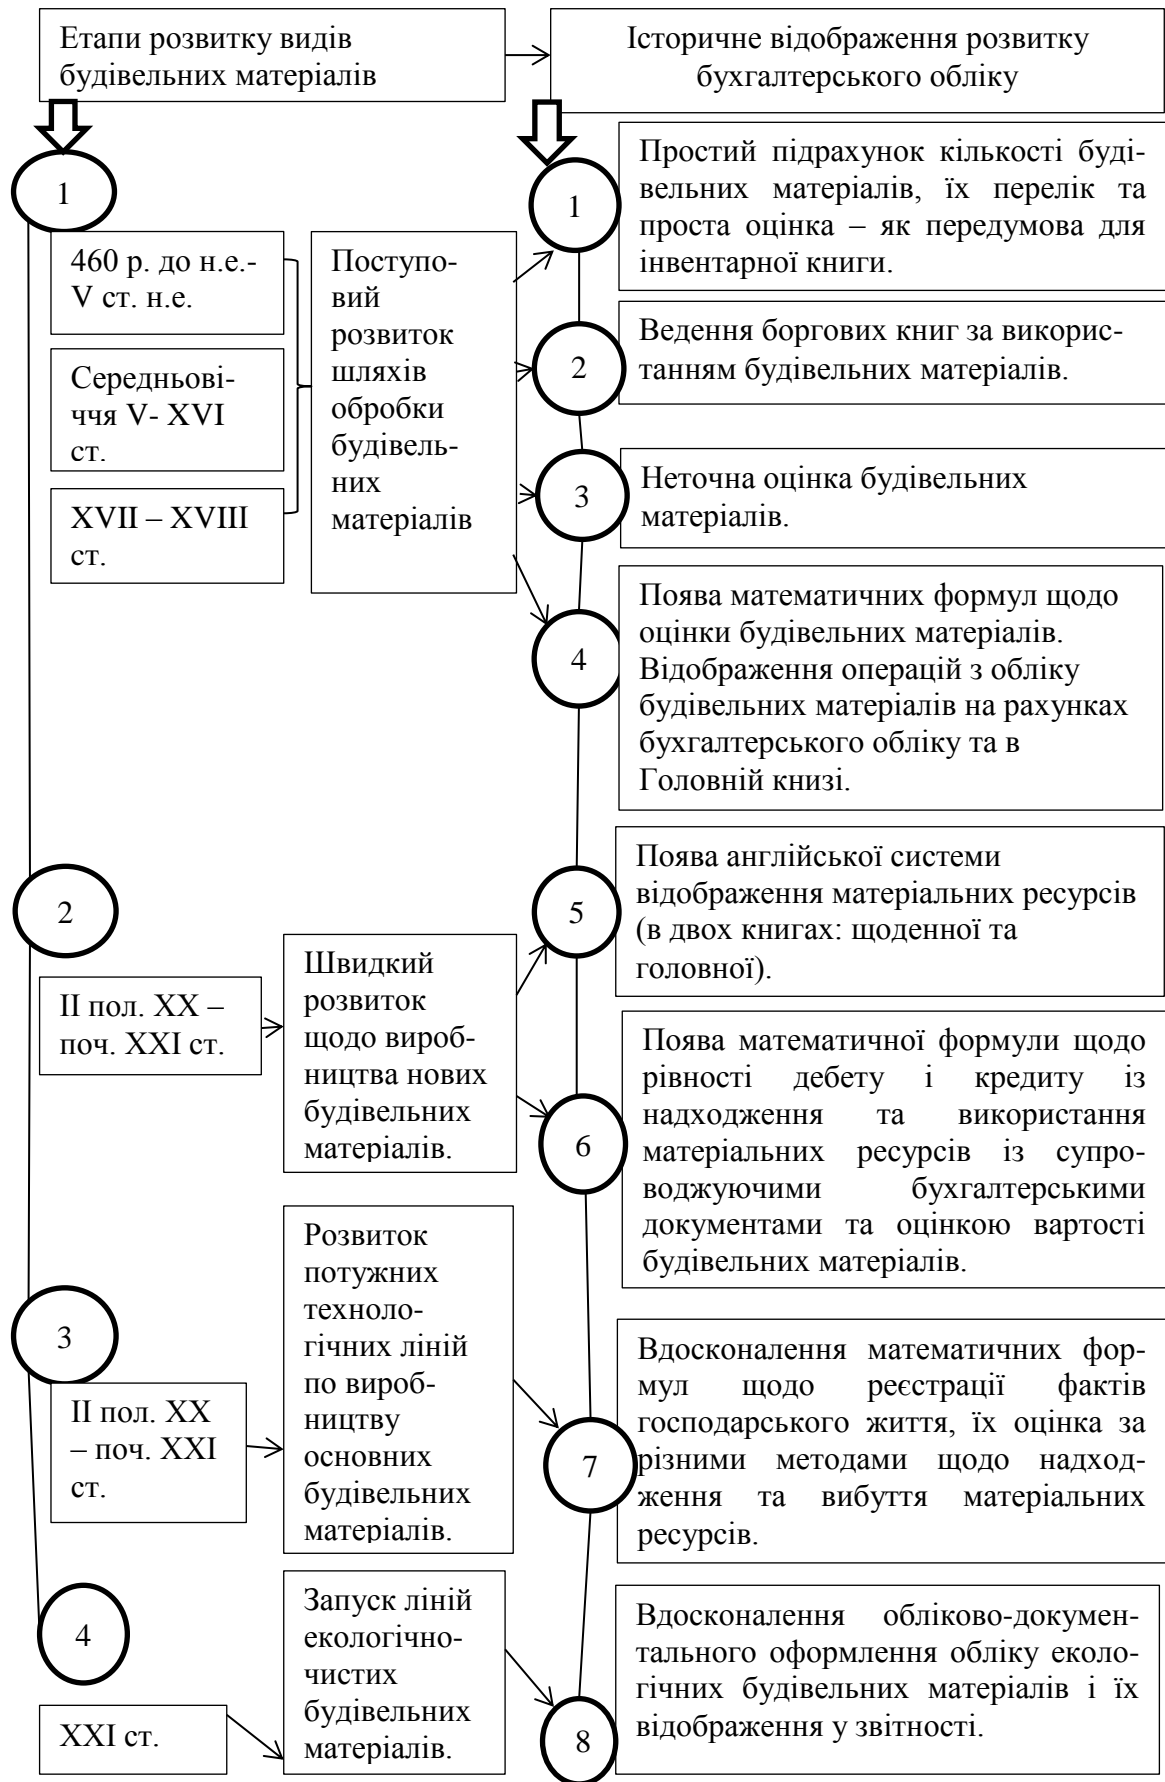 Етапи розвитку видів
будівельних матеріалів
Історичне відображення розвитку
бухгалтерського обліку
1
460 р. до н.е.-
V ст. н.е.
Середньові-
ччя V- XVI
ст.
XVII – XVIII
ст.
Поступо-
вий
розвиток
шляхів
обробки
будівель-
них
матеріалів
1
Простий підрахунок кількості буді-
вельних матеріалів, їх перелік та
проста оцінка – як передумова для
інвентарної книги.
2
Ведення боргових книг за викорис-
танням будівельних матеріалів.
3
Неточна оцінка будівельних
матеріалів.
4
Поява математичних формул щодо
оцінки будівельних матеріалів.
Відображення операцій з обліку
будівельних матеріалів на рахунках
бухгалтерського обліку та в
Головній книзі.
2
ІІ пол. ХХ –
поч. ХХІ ст.
Швидкий
розвиток
щодо вироб-
ництва нових
будівельних
матеріалів.
5
Поява англійської системи
відображення матеріальних ресурсів
(в двох книгах: щоденної та
головної).
6
Поява математичної формули щодо
рівності дебету і кредиту із
надходження та використання
матеріальних ресурсів із супро-
воджуючими бухгалтерськими
документами та оцінкою вартості
будівельних матеріалів.
3
ІІ пол. ХХ
– поч. ХХІ
ст.
Розвиток
потужних
техноло-
гічних ліній
по вироб-
ництву
основних
будівельних
матеріалів.
7
Вдосконалення математичних фор-
мул щодо реєстрації фактів
господарського життя, їх оцінка за
різними методами щодо надход-
ження та вибуття матеріальних
ресурсів.
4
ХХІ ст.
Запуск ліній
екологічно-
чистих
будівельних
матеріалів.
8
Вдосконалення обліково-докумен-
тального оформлення обліку еколо-
гічних будівельних матеріалів і їх
відображення у звітності.